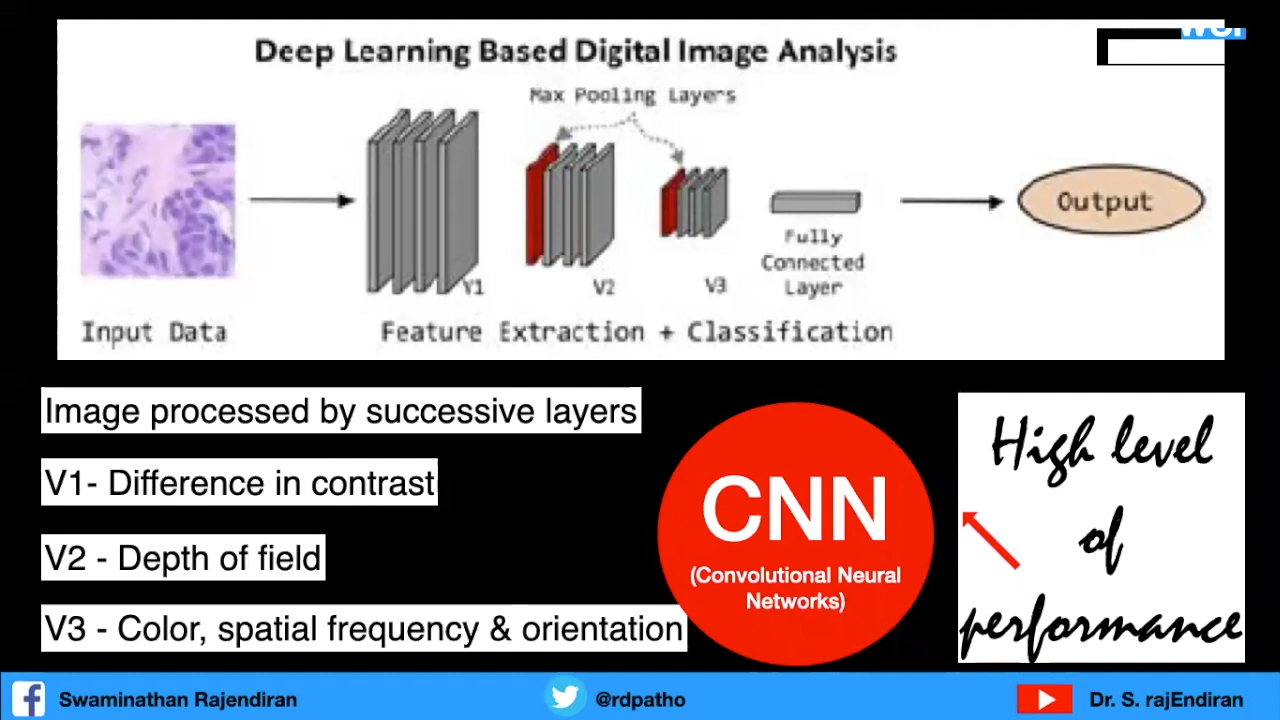 Deep Learning Based Digital Image Analysis
Max Pooling Layers
V1
V2
V3
Fully
Connected
Layer
Output
Input Data
Feature Extraction + Classification
Image processed by successive layers
V1- Difference in contrast
V2 - Depth of field
V3 - Color, spatial frequency & orientation
CNN
(Convolutional Neural
Networks)
High level
of
performance
Swaminathan Rajendiran
@rdpatho
Dr. S. rajEndiran